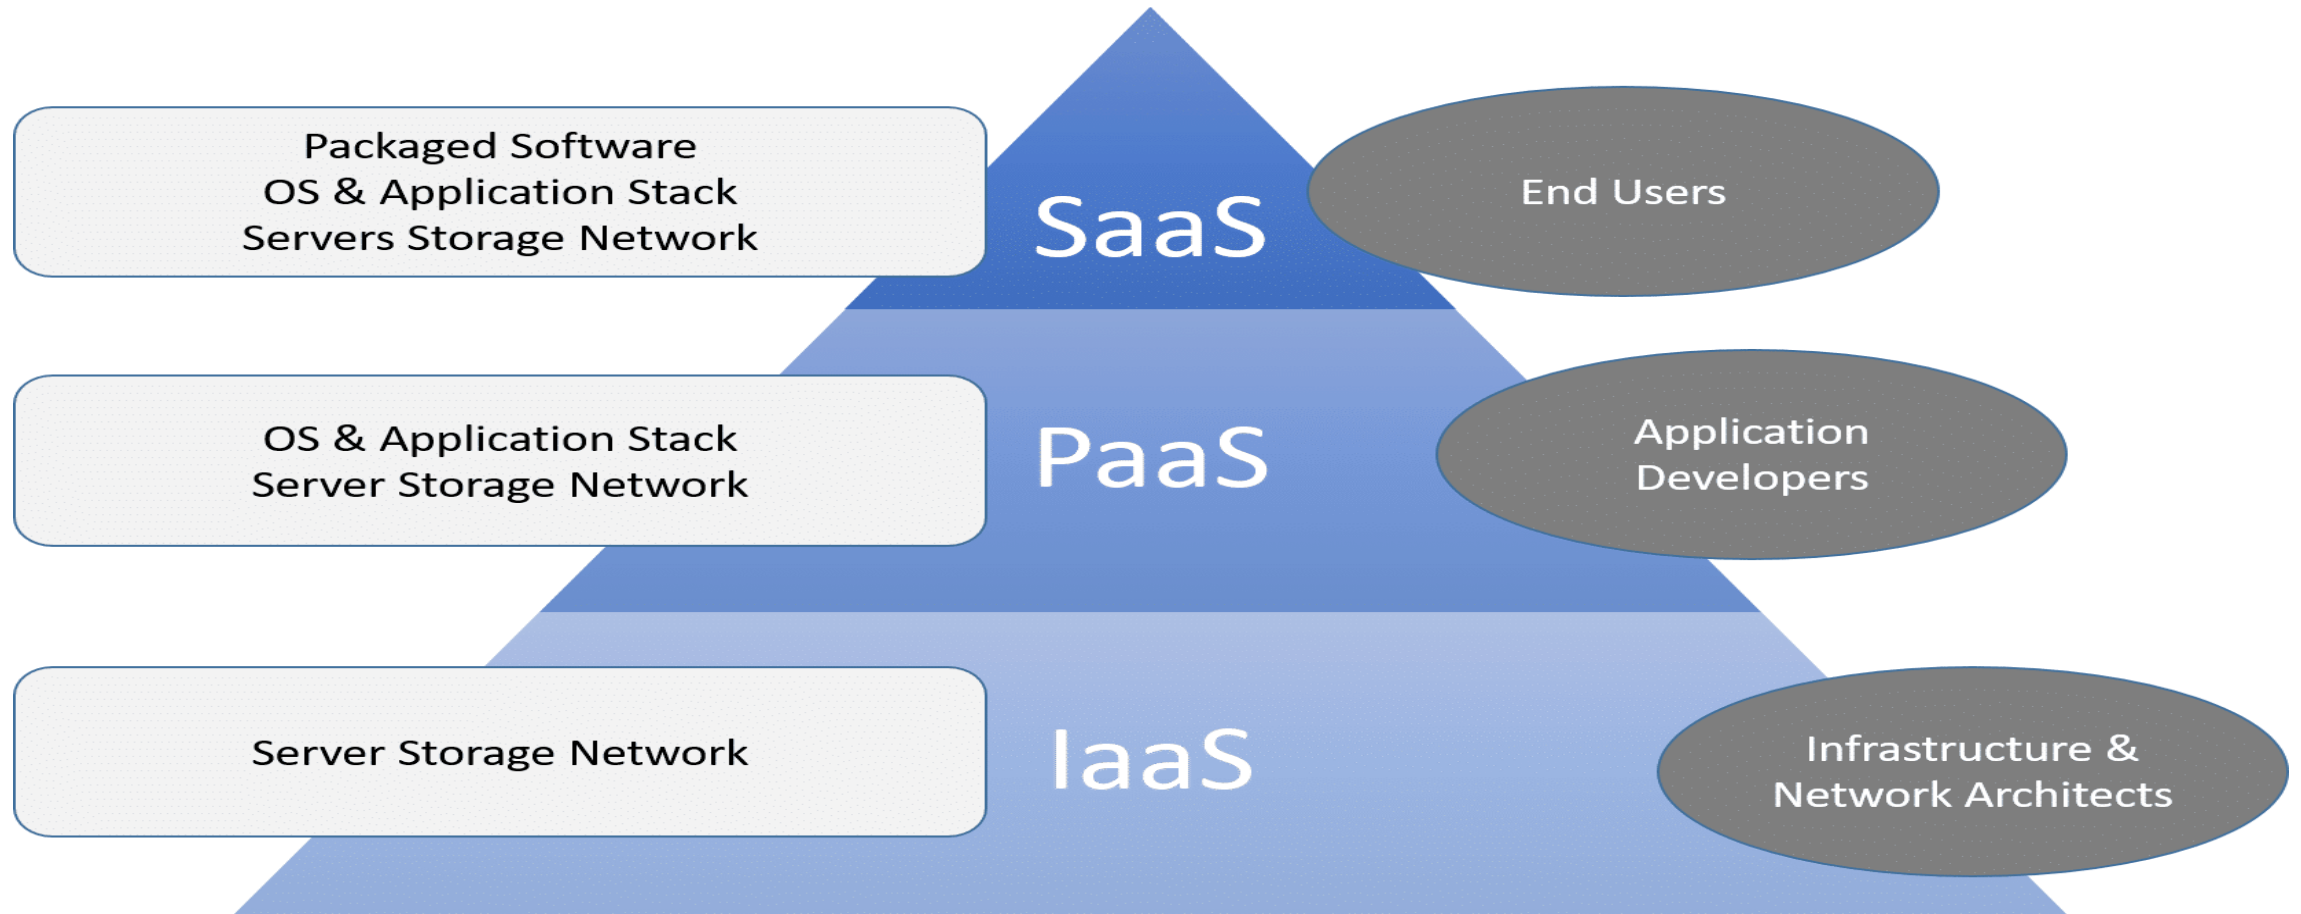 Packaged Software
OS & Application Stack
Servers Storage Network
SaaS
End Users
OS & Application Stack
Server Storage Network
PaaS
Application
Developers
Server Storage Network
IaaS
Infrastructure &
Network Architects